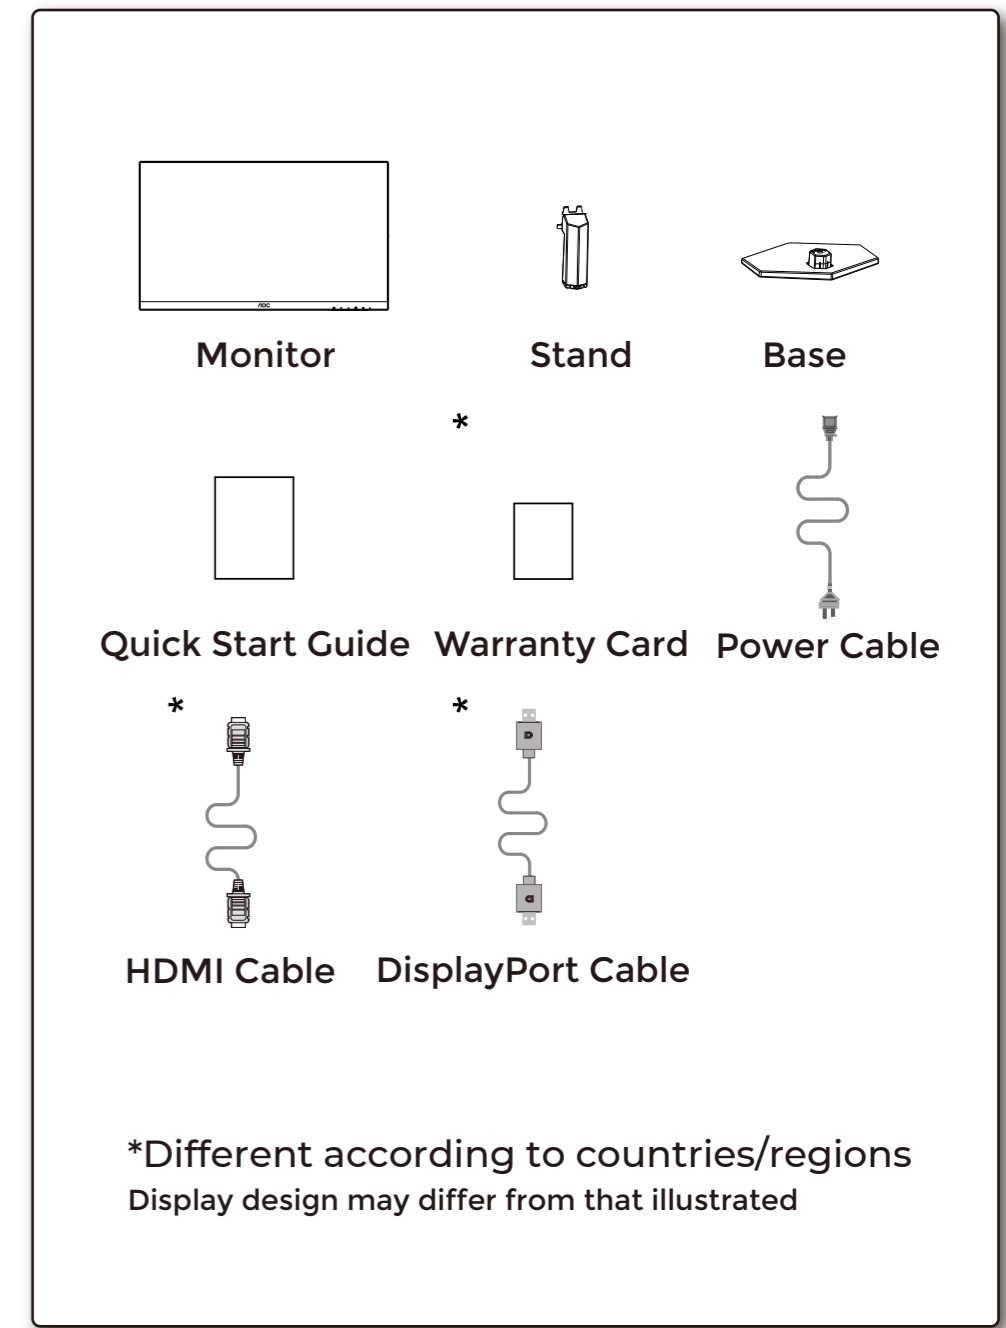 AOC
Monitor Stand Base
*
Quick Start Guide Warranty Card Power Cable
* *
D
D
HDMI Cable DisplayPort Cable
*Different according to countries/regions
Display design may differ from that illustrated